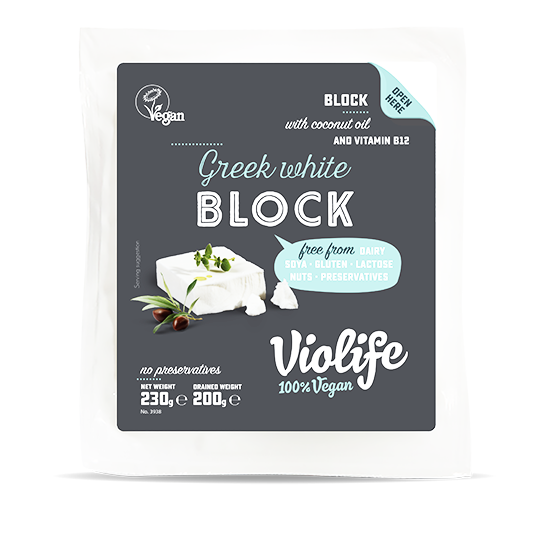 Vegan
OPEN
HERE
BLOCK
with coconut oil
AND VITAMIN B12
Greek white
BLOCK
free from DAIRY
SOYA • GLUTEN • LACTOSE
NUTS • PRESERVATIVES
Serving suggestion
Violife
100% Vegan
no preservatives
NET WEIGHT
230g ℮
DRAINED WEIGHT
200g ℮
No. 3938